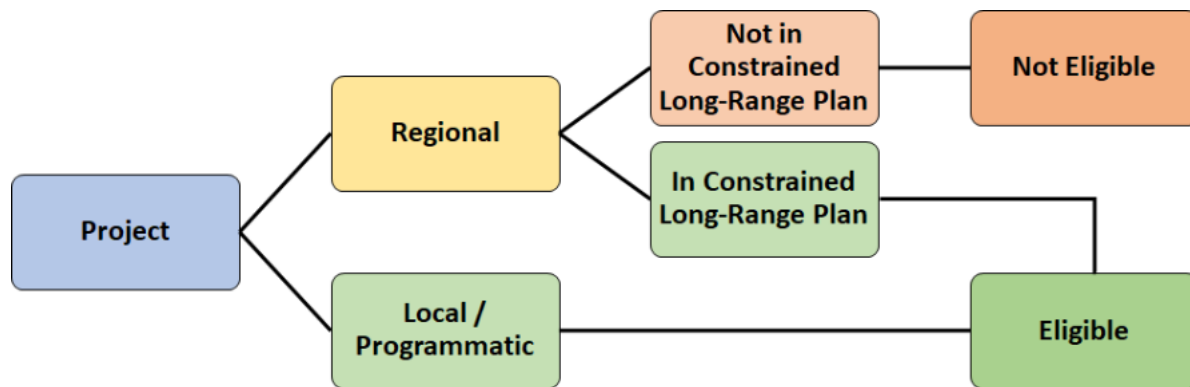 Not in
Constrained
Long-Range Plan
Not Eligible
Regional
In Constrained
Long-Range Plan
Project
Local /
Programmatic
Eligible